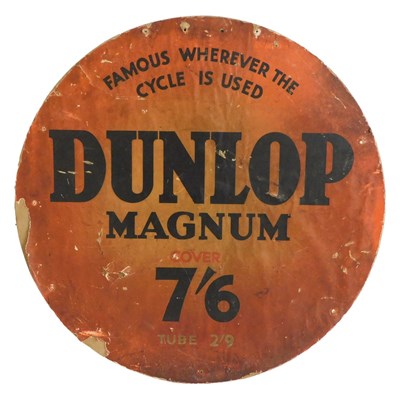 FAMOUS WHEREVER THE
CYCLE IS USED
DUNLOP
MAGNUM
COVER
7'6
TUBE 2/9